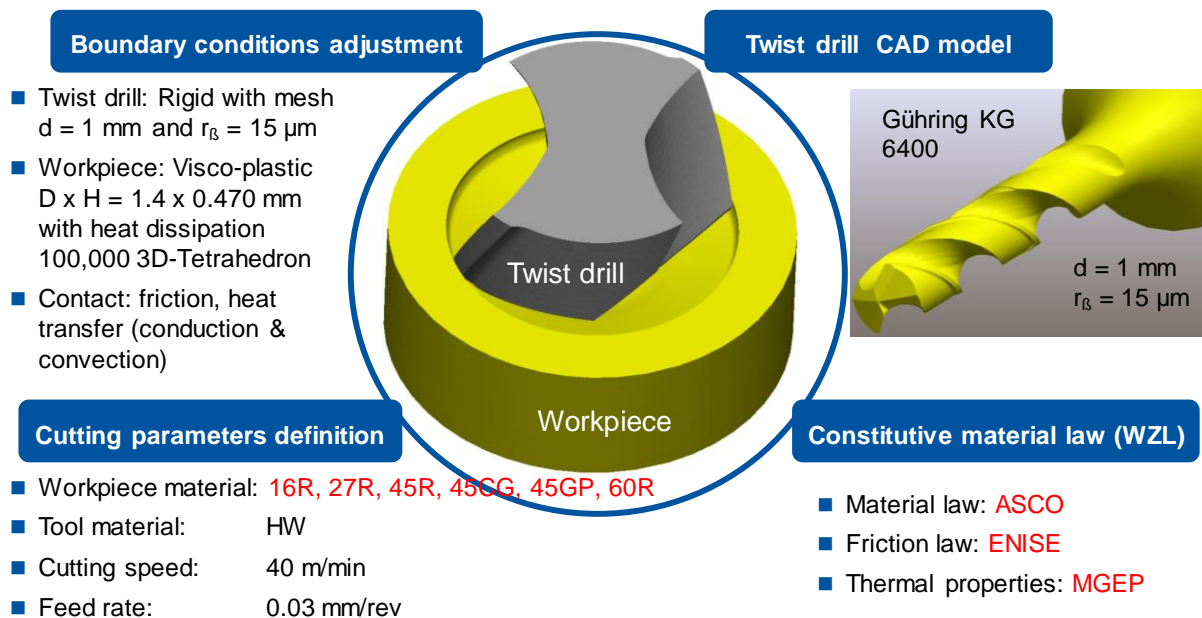 Boundary conditions adjustment
Twist drill: Rigid with mesh
d = 1 mm and rß = 15 µm
Workpiece: Visco-plastic
D x H = 1.4 x 0.470 mm
with heat dissipation
100,000 3D-Tetrahedron
Contact: friction, heat
transfer (conduction &
convection)
Twist drill CAD model
Gühring KG
6400
d = 1 mm
rß = 15 µm
Twist drill
Workpiece
Cutting parameters definition
Workpiece material: 16R, 27R, 45R, 45CG, 45GP, 60R
Tool material: HW
Cutting speed: 40 m/min
Feed rate: 0.03 mm/rev
Constitutive material law (WZL)
Material law: ASCO
Friction law: ENISE
Thermal properties: MGEP